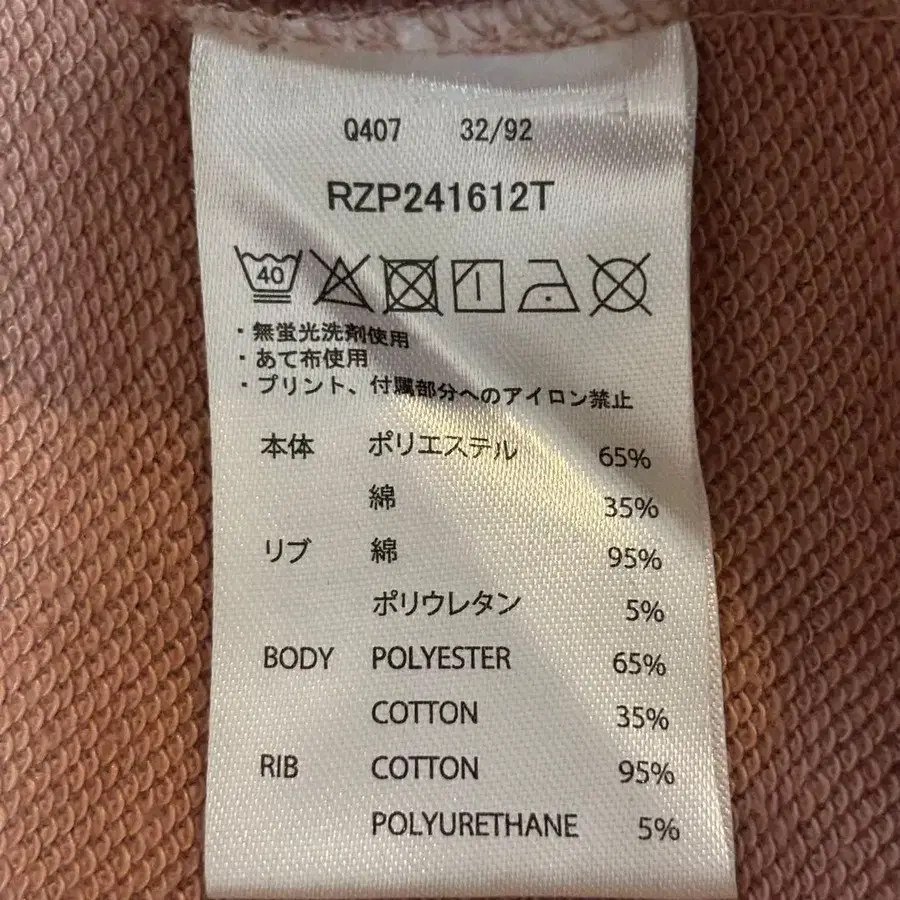 Q407 32/92
RZP241612T
40
・無蛍光洗剤使用
・あて布使用
・プリント、付属部分へのアイロン禁止
本体 ポリエステル 65%
綿 35%
リブ 綿 95%
ポリウレタン 5%
BODY POLYESTER 65%
COTTON 35%
RIB COTTON 95%
POLYURETHANE 5%